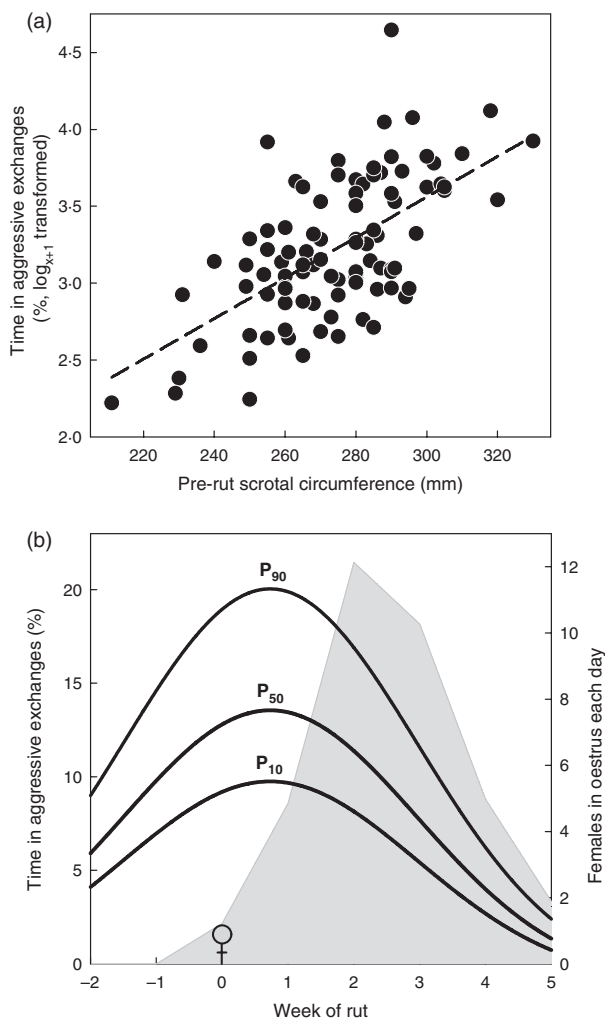 (a)
Time in aggressive exchanges
(%, logₓ₊₁ transformed)
4·5
4·0
3·5
3·0
2·5
2·0
220 240 260 280 300 320
Pre-rut scrotal circumference (mm)
(b)
Time in aggressive exchanges (%)
20
15
10
5
0
P₉₀
P₅₀
P₁₀
12
10
8
6
4
2
0
Females in oestrus each day
–2 –1 0 1 2 3 4 5
Week of rut